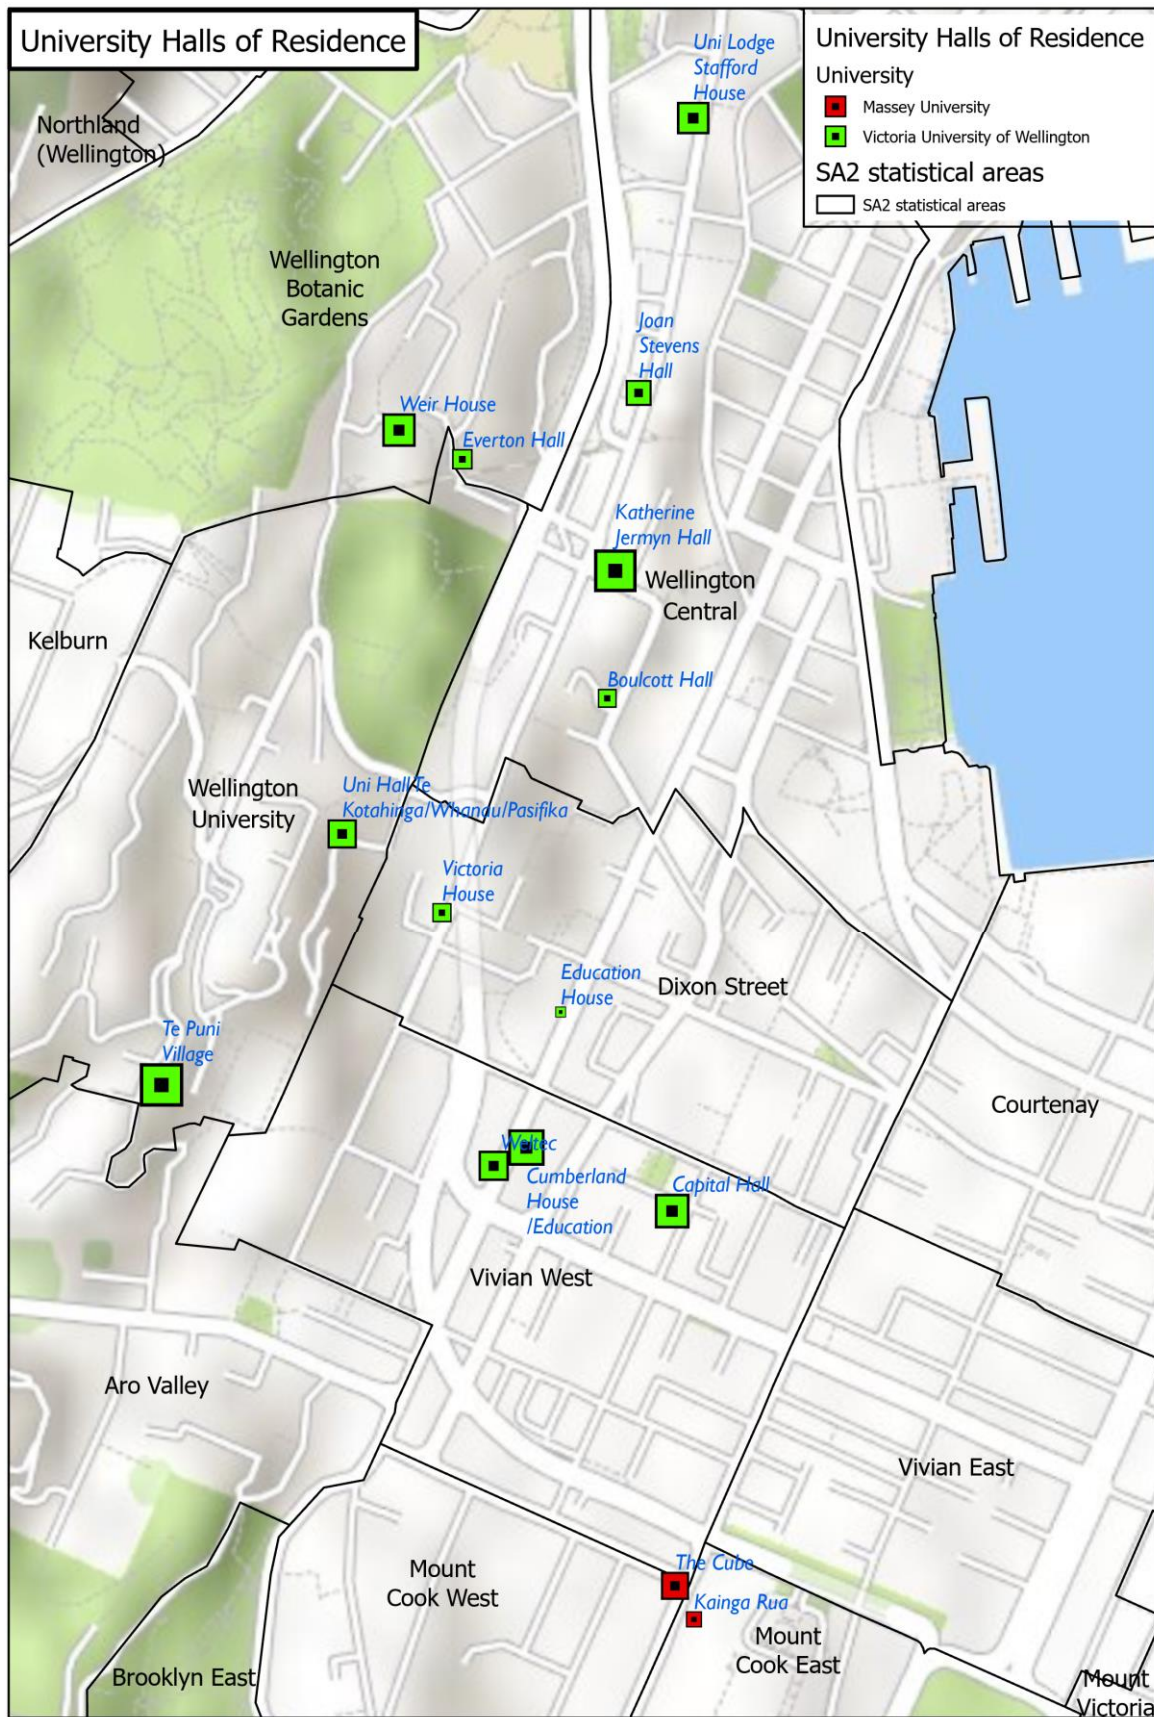 University Halls of Residence
University Halls of Residence
University
Massey University
Victoria University of Wellington
SA2 statistical areas
SA2 statistical areas
Uni Lodge
Stafford
House
Northland
(Wellington)
Wellington
Botanic
Gardens
Joan
Stevens
Hall
Weir House
Everton Hall
Katherine
Jermyn Hall
Wellington
Central
Kelburn
Boulcott Hall
Wellington
University
Uni Hall/Te
Kotahinga/Whanau/Pasifika
Victoria
House
Education
House
Dixon Street
Te Puni
Village
Courtenay
Weltec
Cumberland
House
/Education
Capital Hall
Vivian West
Aro Valley
Vivian East
The Cube
Mount
Cook West
Kainga Rua
Mount
Cook East
Brooklyn East
Mount
Victoria